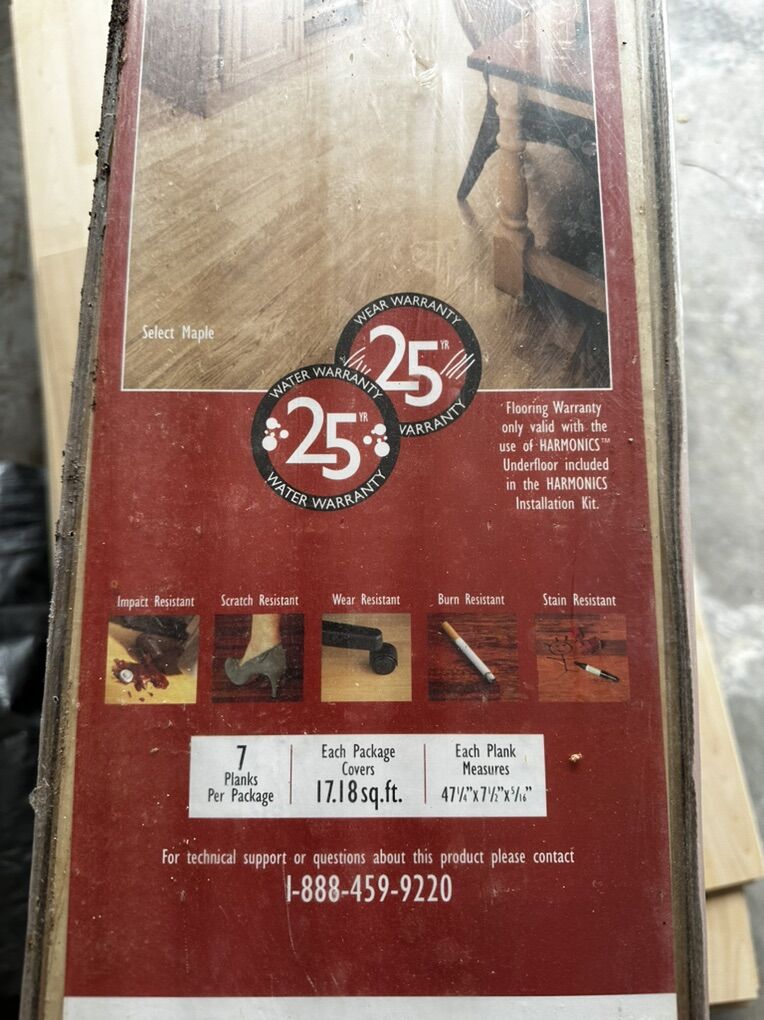 Select Maple
WEAR WARRANTY
25 YR
WARRANTY
WATER WARRANTY
25 YR
WATER WARRANTY
Flooring Warranty
only valid with the
use of HARMONICS™
Underfloor included
in the HARMONICS
Installation Kit.
Impact Resistant
Scratch Resistant
Wear Resistant
Burn Resistant
Stain Resistant
7
Planks
Per Package
Each Package
Covers
17.18 sq.ft.
Each Plank
Measures
47 1/4" x 7 1/2" x 5/16"
For technical support or questions about this product please contact
1-888-459-9220